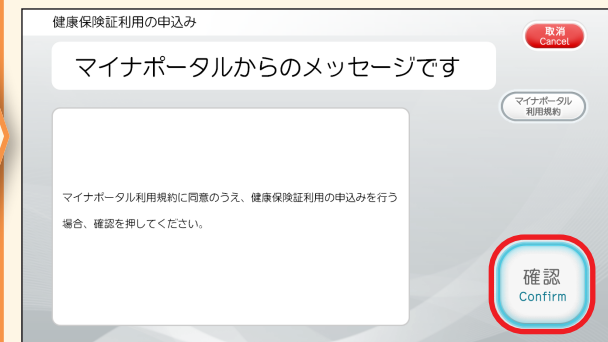 健康保険証利用の申込み
取消
Cancel
マイナポータルからのメッセージです
マイナポータル
利用規約
マイナポータル利用規約に同意のうえ、健康保険証利用の申込みを行う
場合、確認を押してください。
確認
Confirm